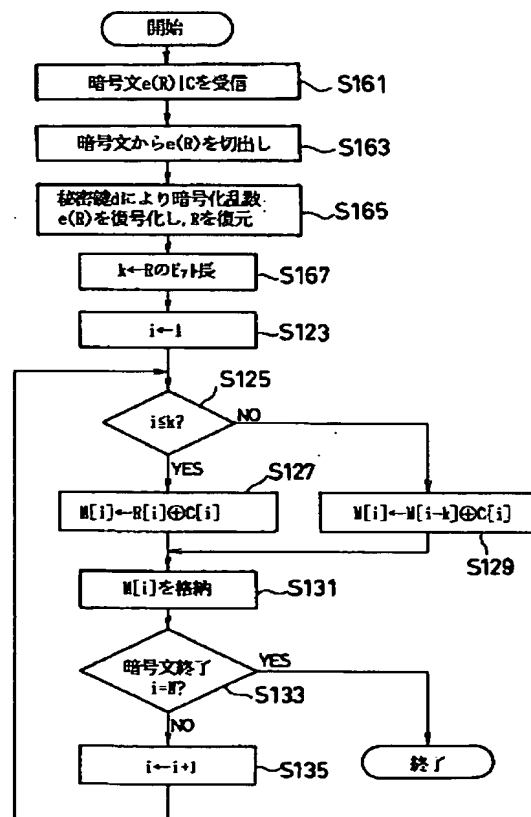 開始
暗号文e(R)|Cを受信
S161
暗号文からe(R)を切出し
S163
秘密鍵dにより暗号化乱数
e(R)を復号化し,Rを復元
S165
k←Rのビット長
S167
i←1
S123
S125
i≦k?
NO
YES
S127
M[i]←R[i]⊕C[i]
M[i]←M[i-k]⊕C[i]
S129
M[i]を格納
S131
暗号文終了
i=N?
YES
S133
NO
i←i+1
S135
終了